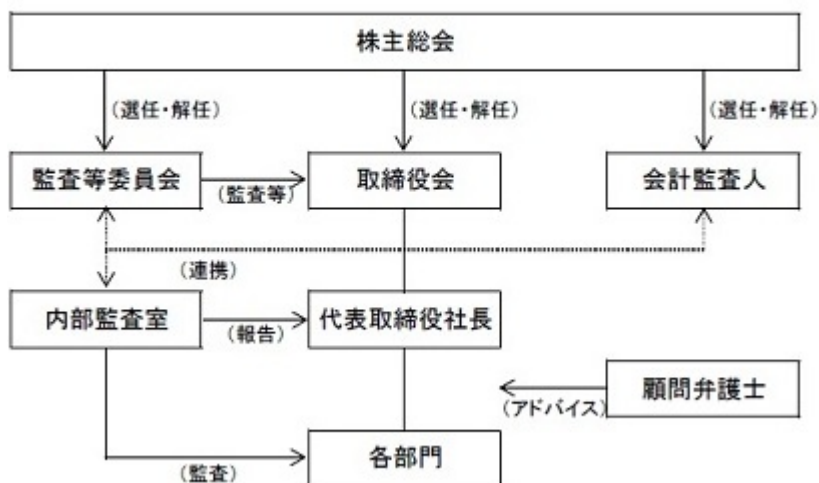 株主総会
(選任・解任)
(選任・解任)
(選任・解任)
監査等委員会
(監査等)
取締役会
会計監査人
(連携)
内部監査室
(報告)
代表取締役社長
顧問弁護士
(アドバイス)
各部門
(監査)